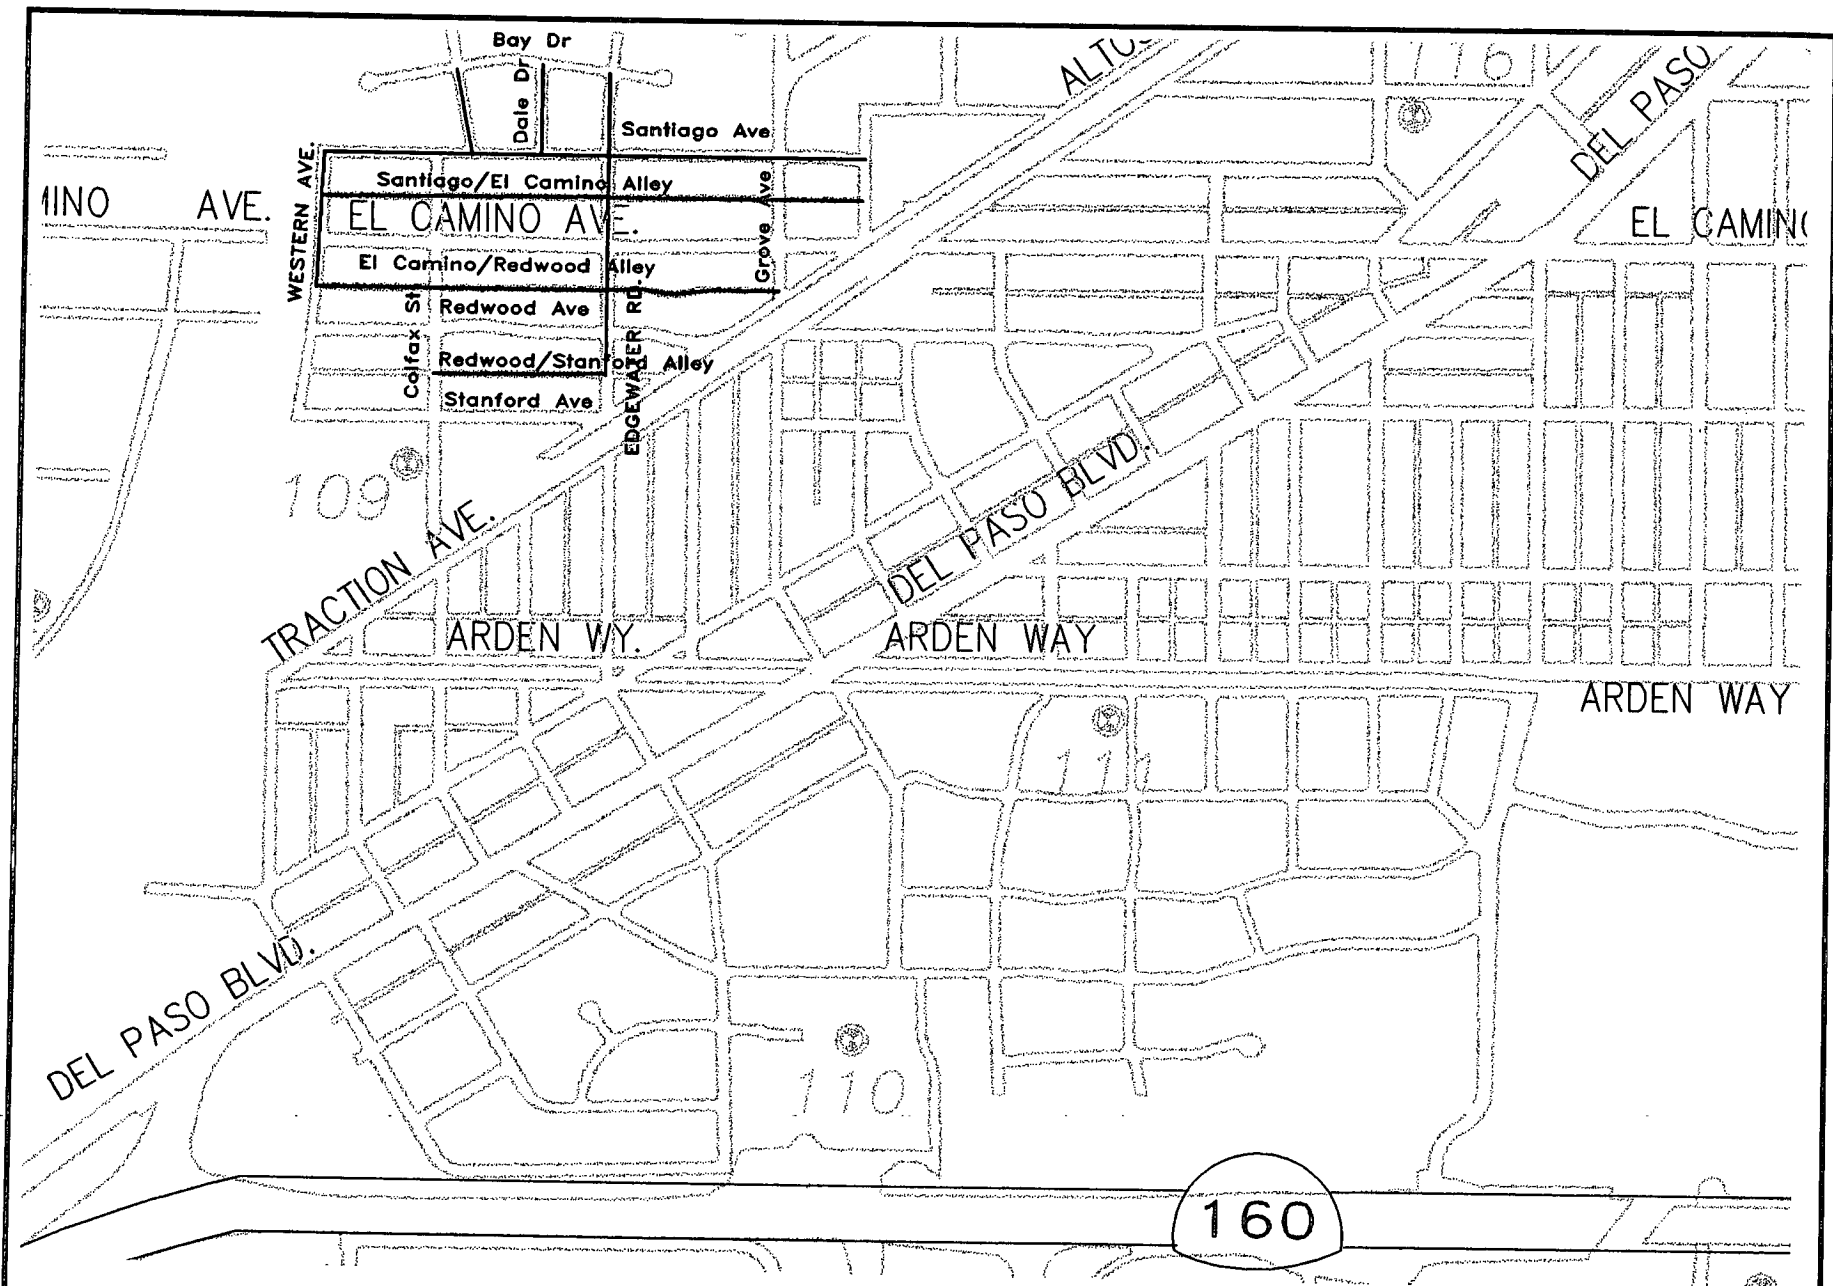 Bay Dr
Dale Dr
116
DEL PASO
Santiago Ave
WESTERN AVE.
Santiago/El Camino Alley
Grove Ave
AVE.
EL CAMINO AVE.
EL CAMINO
El Camino/Redwood Alley
Colfax St
Redwood Ave
EDGEWATER RD.
Redwood/Stanford Alley
Stanford Ave
109
TRACTION AVE.
DEL PASO BLVD.
ARDEN WY.
ARDEN WAY
ARDEN WAY
111
DEL PASO BLVD.
110
160